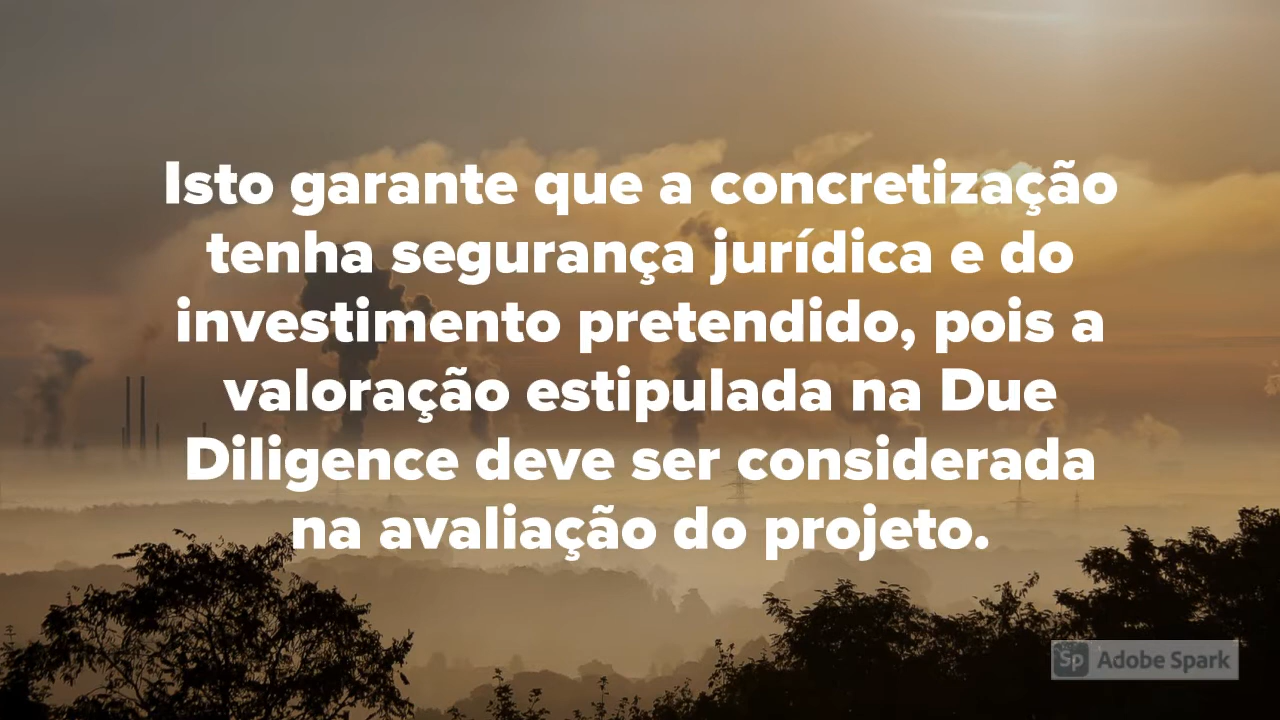 Isto garante que a concretização
tenha segurança jurídica e do
investimento pretendido, pois a
valoração estipulada na Due
Diligence deve ser considerada
na avaliação do projeto.
Sp Adobe Spark